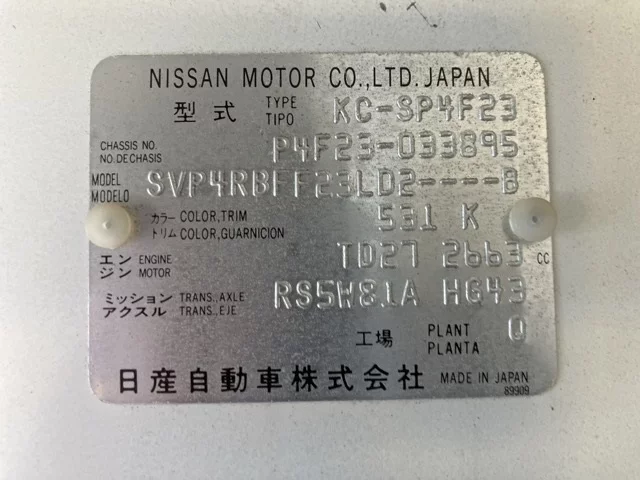 NISSAN MOTOR CO.,LTD. JAPAN
型式 TYPE TIPO KC-SP4F23
CHASSIS NO. NO.DECHASIS P4F23-033895
MODEL MODELO SVP4RBFF23LD2----B
カラー COLOR,TRIM トリム COLOR,GUARNICION 531 K
エンジン ENGINE MOTOR TD27 2663 CC
ミッション TRANS.,AXLE アクスル TRANS.,EJE RS5W81A HG43
工場 PLANT PLANTA 0
日産自動車株式会社 MADE IN JAPAN
89909